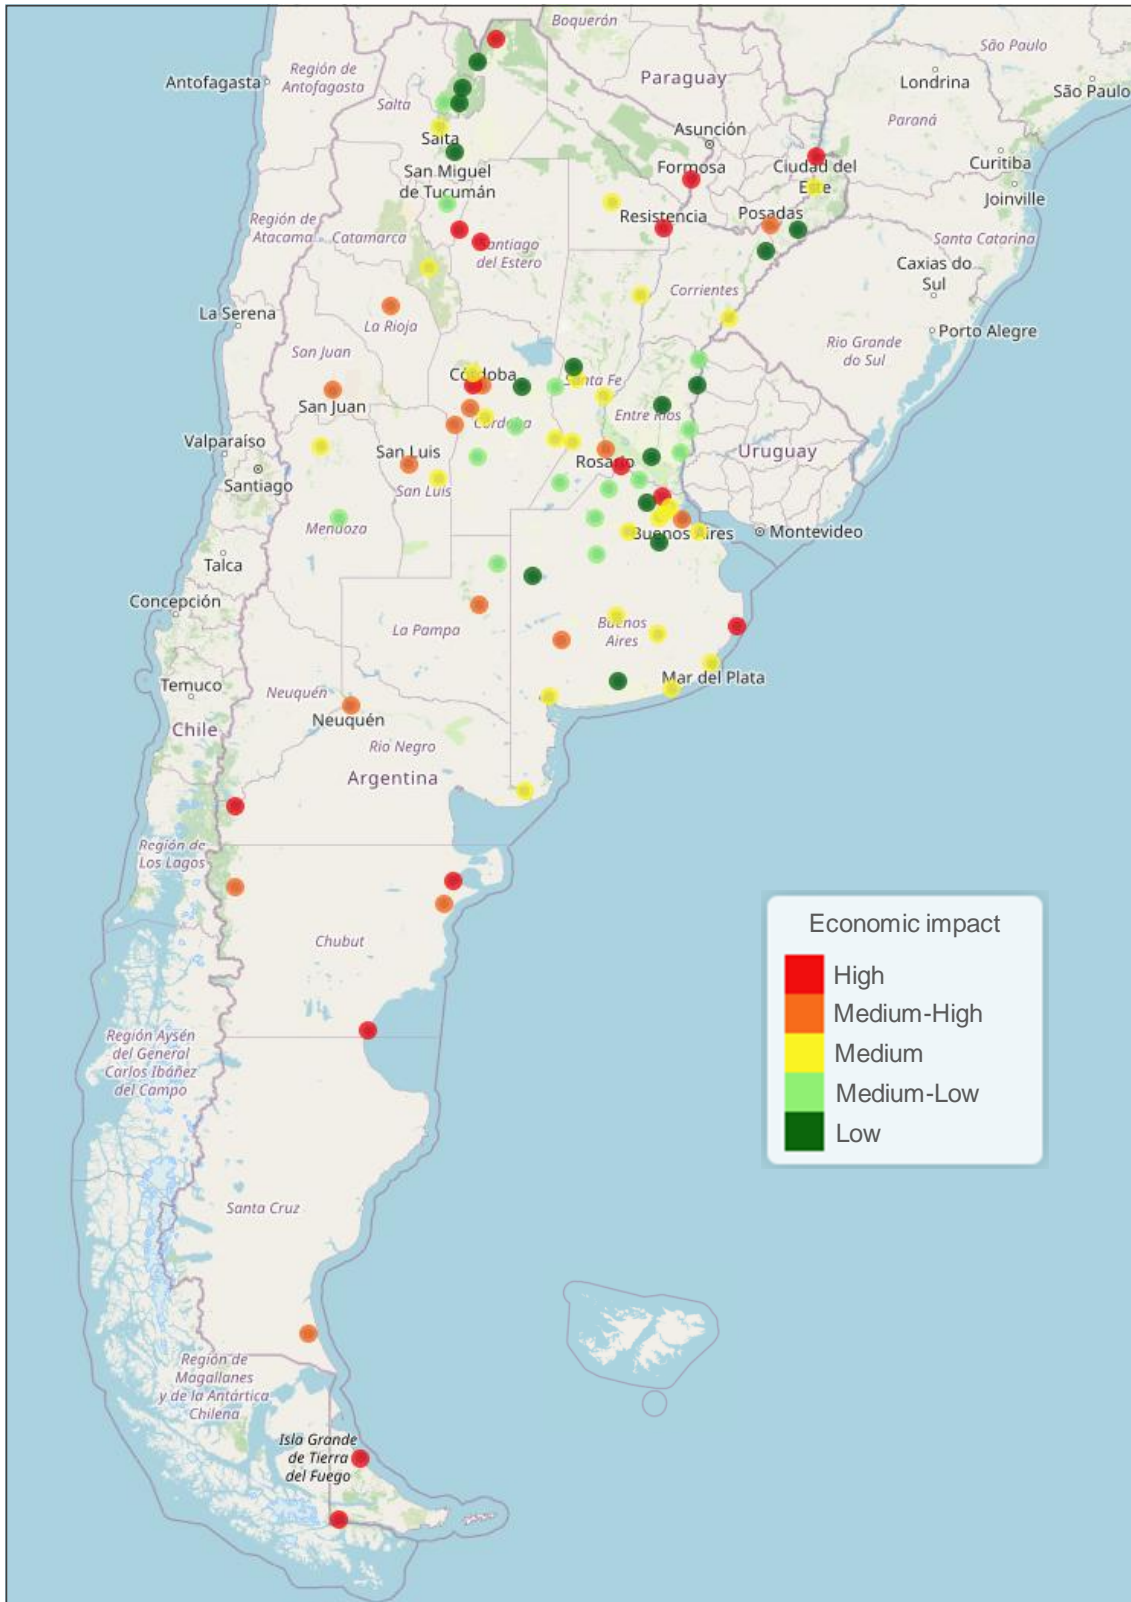 Boquerón
São Paulo
Región de
Antofagasta
Antofagasta
Paraguay
Londrina
São Paulo
Salta
Paraná
Asunción
Salta
Curitiba
Formosa
Ciudad del
Este
San Miguel
de Tucumán
Joinville
Resistencia
Posadas
Región de
Atacama
Catamarca
Santiago
del Estero
Santa Catarina
Caxias do
Sul
Corrientes
La Serena
La Rioja
Porto Alegre
San Juan
Rio Grande
do Sul
Córdoba
Santa Fe
San Juan
Córdoba
Entre Ríos
Valparaíso
San Luis
Rosario
Uruguay
Santiago
San Luis
Mendoza
Buenos Aires
Montevideo
Talca
Concepción
La Pampa
Buenos
Aires
Temuco
Neuquén
Mar del Plata
Neuquén
Chile
Río Negro
Argentina
Región de
Los Lagos
Chubut
Economic impact
High
Medium-High
Medium
Medium-Low
Low
Región Aysén
del General
Carlos Ibáñez
del Campo
Santa Cruz
Región de
Magallanes
y de la Antártica
Chilena
Isla Grande
de Tierra
del Fuego